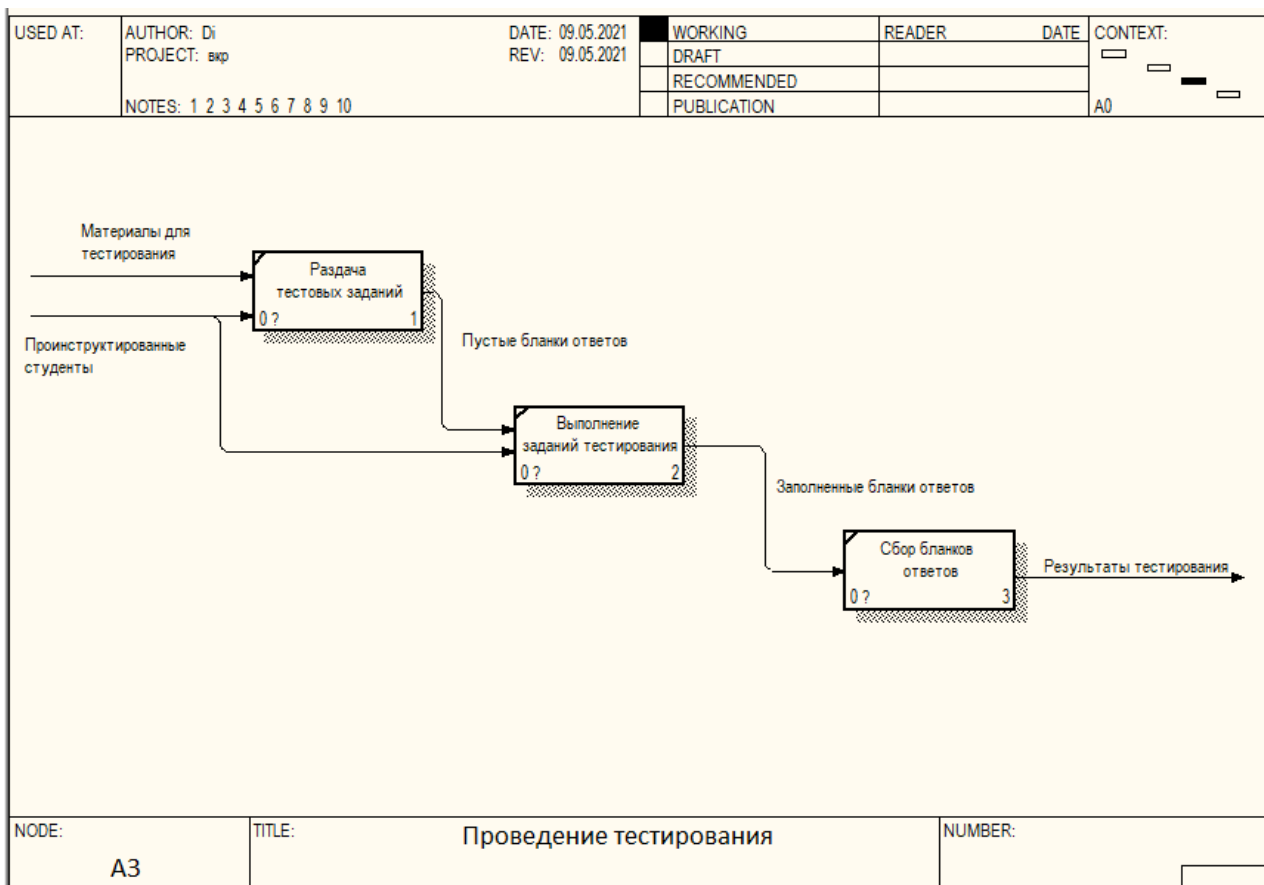 USED AT:
AUTHOR: Di
DATE: 09.05.2021
WORKING
READER
DATE
CONTEXT:
PROJECT: вкр
REV: 09.05.2021
DRAFT
RECOMMENDED
NOTES: 1 2 3 4 5 6 7 8 9 10
PUBLICATION
A0
Материалы для
тестирования
Раздача
тестовых заданий
0 ?
1
Проинструктированные
студенты
Пустые бланки ответов
Выполнение
заданий тестирования
0 ?
2
Заполненные бланки ответов
Сбор бланков
ответов
0 ?
3
Результаты тестирования
NODE:
A3
TITLE:
Проведение тестирования
NUMBER: